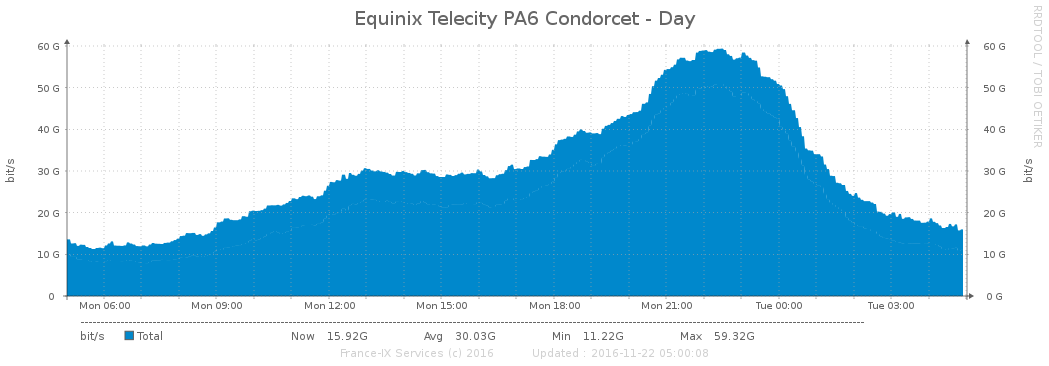 Equinix Telecity PA6 Condorcet - Day
RRDTOOL / TOBI OETIKER
60 G 60 G
50 G 50 G
40 G 40 G
30 G 30 G
20 G 20 G
10 G 10 G
0 0 G
bit/s bit/s
Mon 06:00 Mon 09:00 Mon 12:00 Mon 15:00 Mon 18:00 Mon 21:00 Tue 00:00 Tue 03:00
bit/s Total Now 15.92G Avg 30.03G Min 11.22G Max 59.32G
France-IX Services (c) 2016 Updated : 2016-11-22 05:00:08